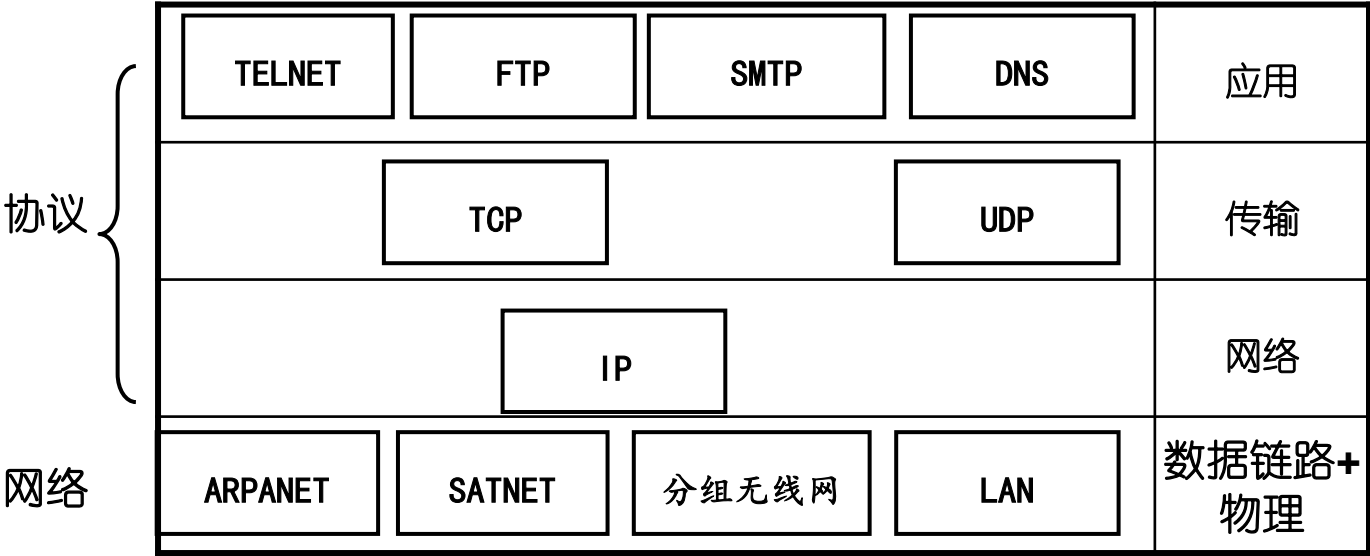 TELNET FTP SMTP DNS 应用
协议 TCP UDP 传输
IP 网络
网络 ARPANET SATNET 分组无线网 LAN 数据链路+
物理